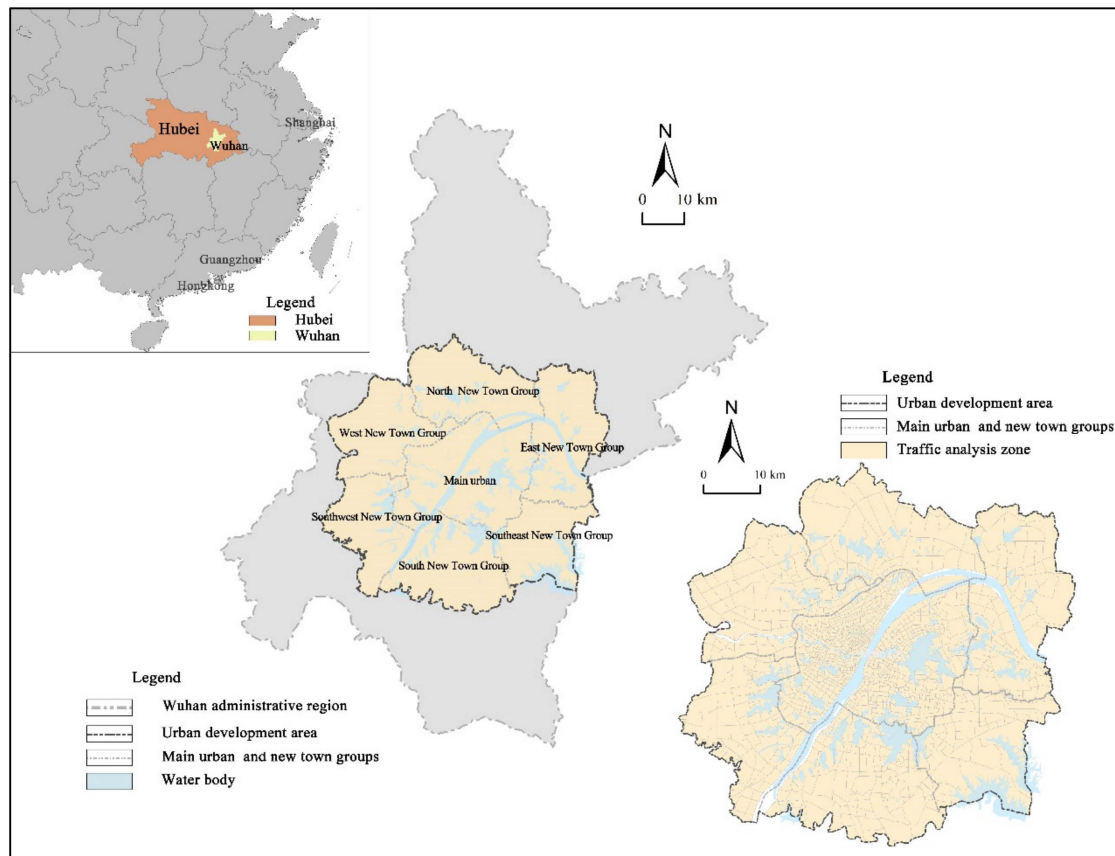 Hubei
Shanghai
Wuhan
Guangzhou
Hongkong
Legend
Hubei
Wuhan
N
0 10 km
North New Town Group
West New Town Group
East New Town Group
Main urban
Southwest New Town Group
Southeast New Town Group
South New Town Group
Legend
Wuhan administrative region
Urban development area
Main urban and new town groups
Water body
N
0 10 km
Legend
Urban development area
Main urban and new town groups
Traffic analysis zone